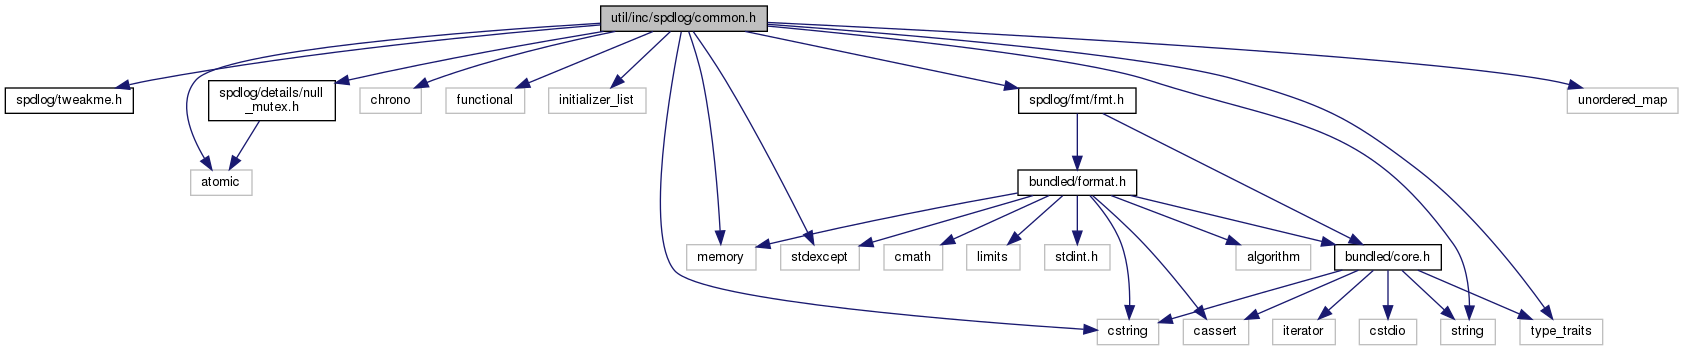 util/inc/spdlog/common.h
spdlog/tweakme.h
spdlog/details/null
_mutex.h
chrono
functional
initializer_list
spdlog/fmt/fmt.h
unordered_map
atomic
bundled/format.h
memory
stdexcept
cmath
limits
stdint.h
algorithm
bundled/core.h
cstring
cassert
iterator
cstdio
string
type_traits